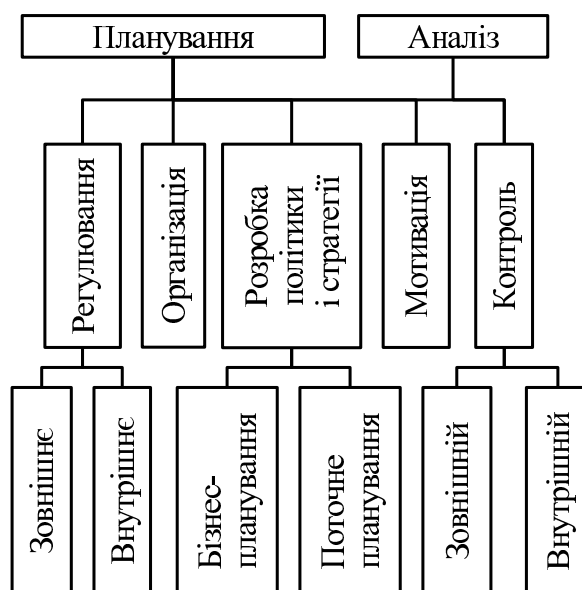 Планування
Аналіз
Регулювання
Організація
Розробка
політики
і стратегії
Мотивація
Контроль
Зовнішнє
Внутрішнє
Бізнес-
планування
Поточне
планування
Зовнішній
Внутрішній